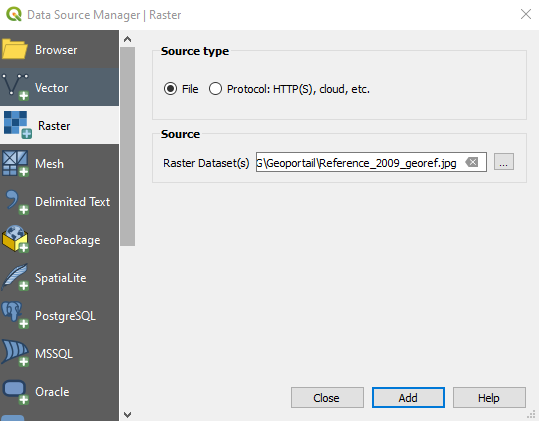 Data Source Manager | Raster
Browser
Vector
Raster
Mesh
Delimited Text
GeoPackage
SpatiaLite
PostgreSQL
MSSQL
Oracle
Source type
File
Protocol: HTTP(S), cloud, etc.
Source
Raster Dataset(s)
G\Geoportail\Reference_2009_georef.jpg
...
Close
Add
Help